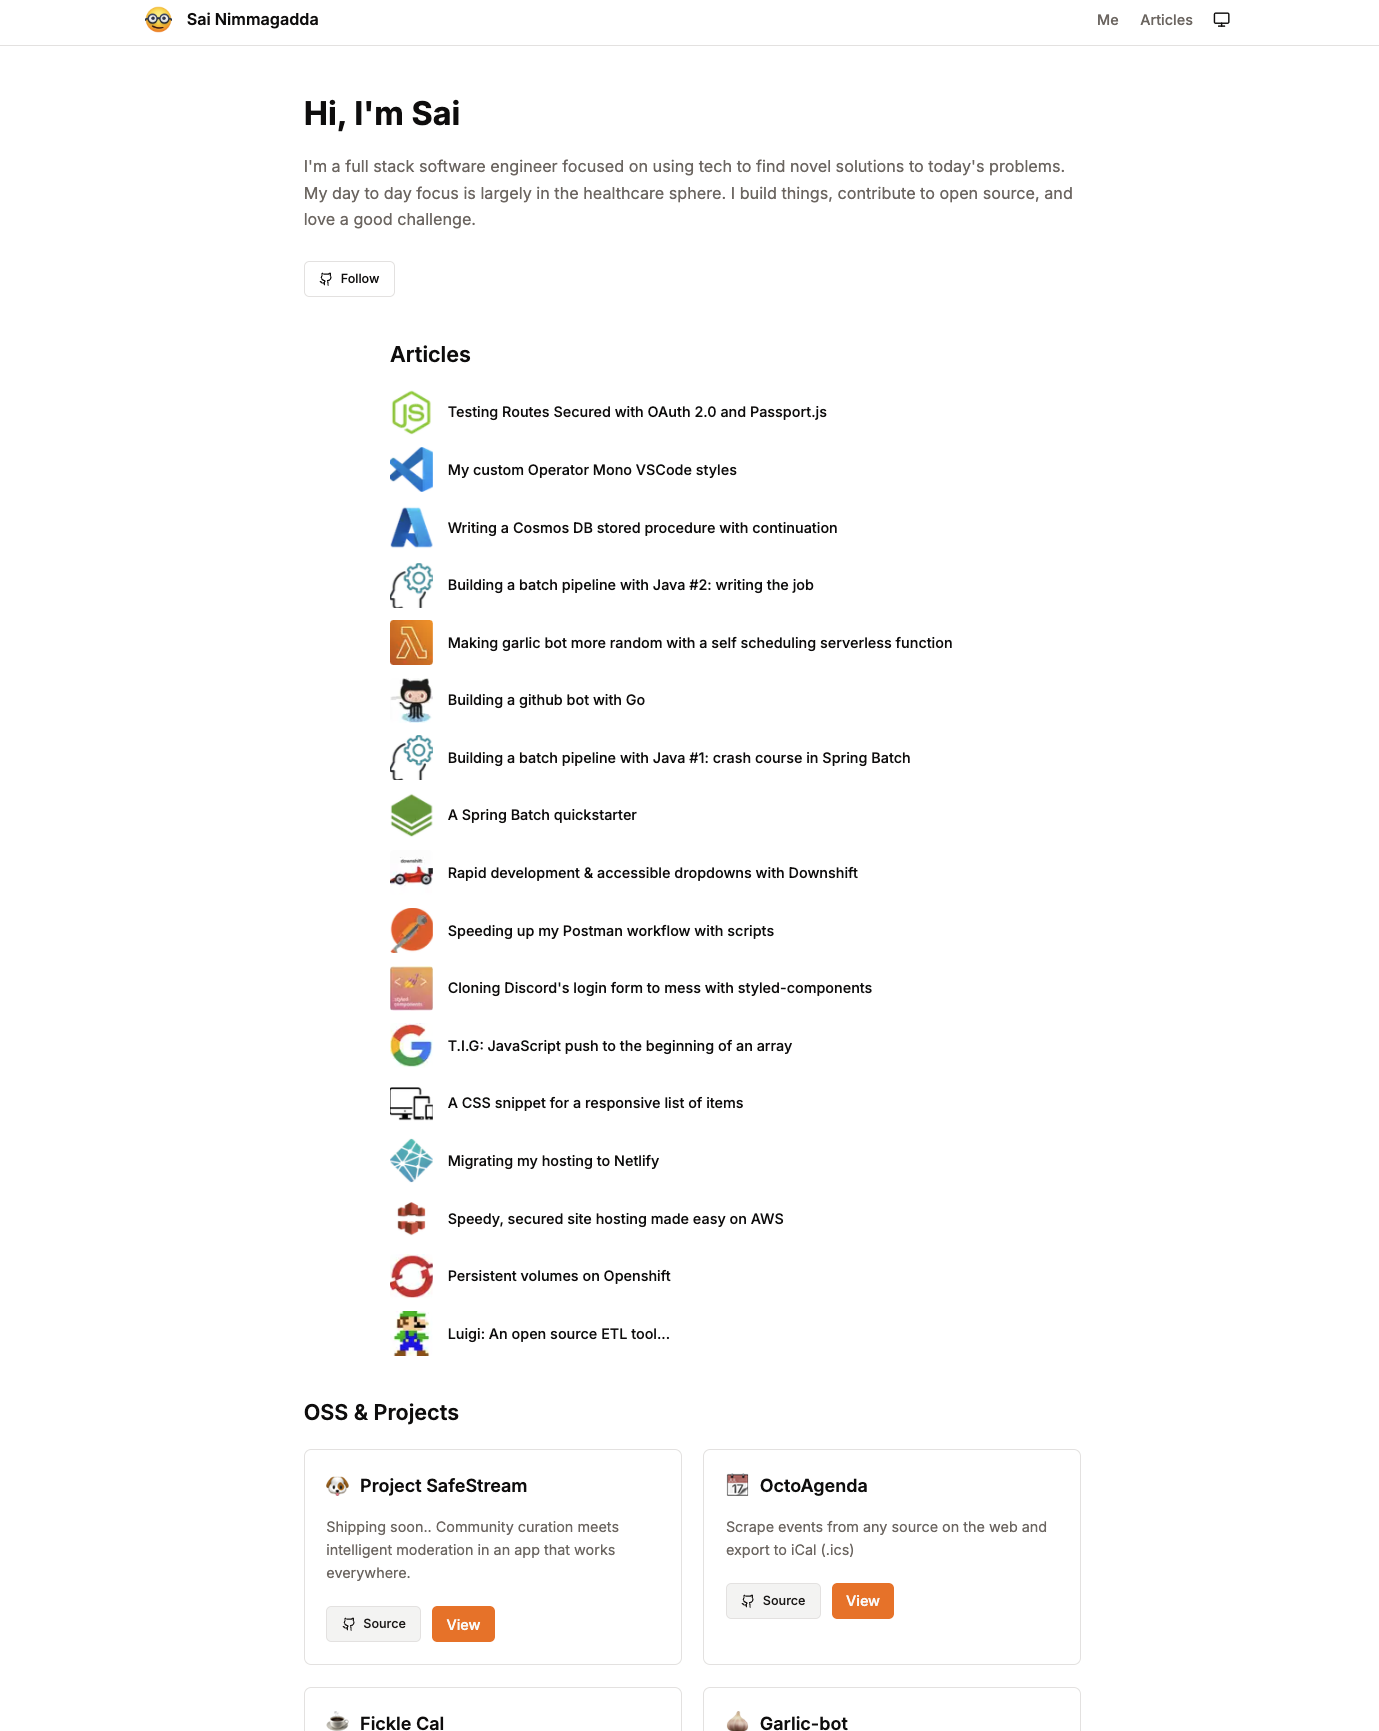 Sai Nimmagadda
Me
Articles
Hi, I'm Sai
I'm a full stack software engineer focused on using tech to find novel solutions to today's problems.
My day to day focus is largely in the healthcare sphere. I build things, contribute to open source, and
love a good challenge.
Follow
Articles
JS
Testing Routes Secured with OAuth 2.0 and Passport.js
My custom Operator Mono VSCode styles
Writing a Cosmos DB stored procedure with continuation
Building a batch pipeline with Java #2: writing the job
Making garlic bot more random with a self scheduling serverless function
Building a github bot with Go
Building a batch pipeline with Java #1: crash course in Spring Batch
A Spring Batch quickstarter
downshift
Rapid development & accessible dropdowns with Downshift
Speeding up my Postman workflow with scripts
styled
components
Cloning Discord's login form to mess with styled-components
T.I.G: JavaScript push to the beginning of an array
A CSS snippet for a responsive list of items
Migrating my hosting to Netlify
Speedy, secured site hosting made easy on AWS
Persistent volumes on Openshift
Luigi: An open source ETL tool...
OSS & Projects
Project SafeStream
Shipping soon.. Community curation meets
intelligent moderation in an app that works
everywhere.
Source
View
17
OctoAgenda
Scrape events from any source on the web and
export to iCal (.ics)
Source
View
Fickle Cal
Garlic-bot